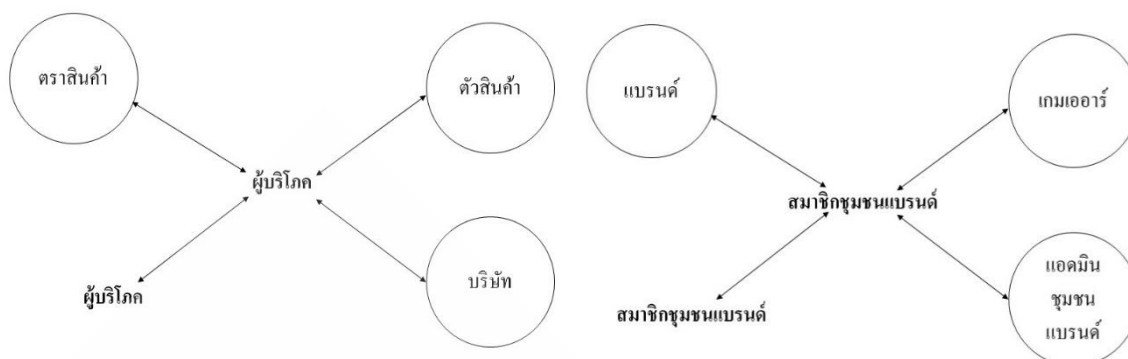 ตราสินค้า
ตัวสินค้า
ผู้บริโภค
ผู้บริโภค
บริษัท
แบรนด์
เกมเออาร์
สมาชิกชุมชนแบรนด์
สมาชิกชุมชนแบรนด์
แอดมิน
ชุมชน
แบรนด์